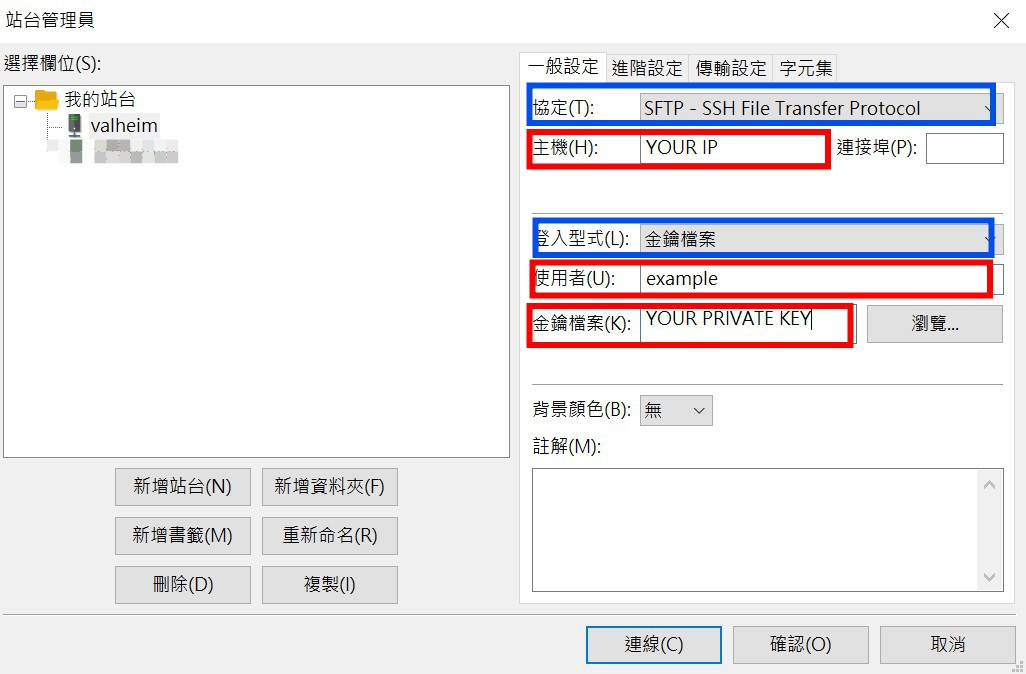 站台管理員
選擇欄位(S):
我的站台
valheim
新增站台(N) 新增資料夾(F)
新增書籤(M) 重新命名(R)
刪除(D) 複製(I)
一般設定 進階設定 傳輸設定 字元集
協定(T): SFTP - SSH File Transfer Protocol
主機(H): YOUR IP 連接埠(P):
登入型式(L): 金鑰檔案
使用者(U): example
金鑰檔案(K): YOUR PRIVATE KEY 瀏覽...
背景顏色(B): 無
註解(M):
連線(C) 確認(O) 取消